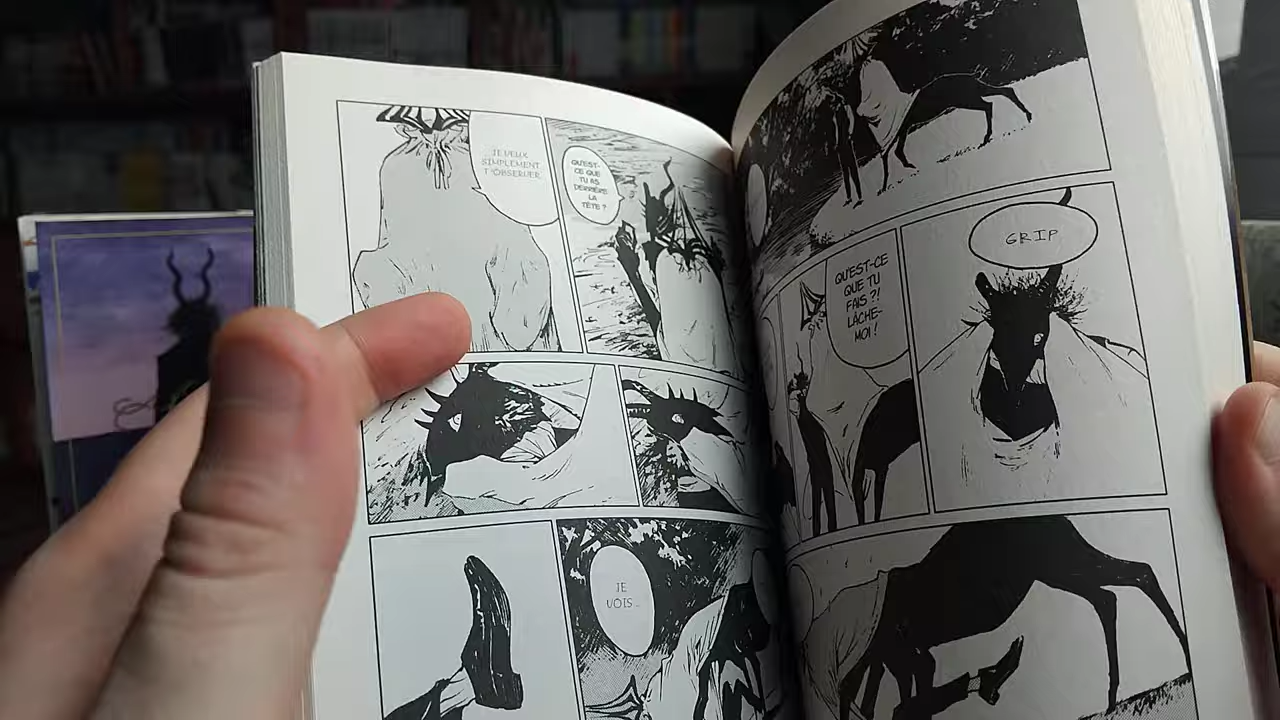 JE VEUX
SIMPLEMENT
T'OBSERVER.
QU'EST-
CE QUE
TU AS
DERRIÈRE
LA
TÊTE ?
JE
VOIS...
QU'EST-CE
QUE TU
FAIS ?!
LÂCHE-
MOI !
GRIP